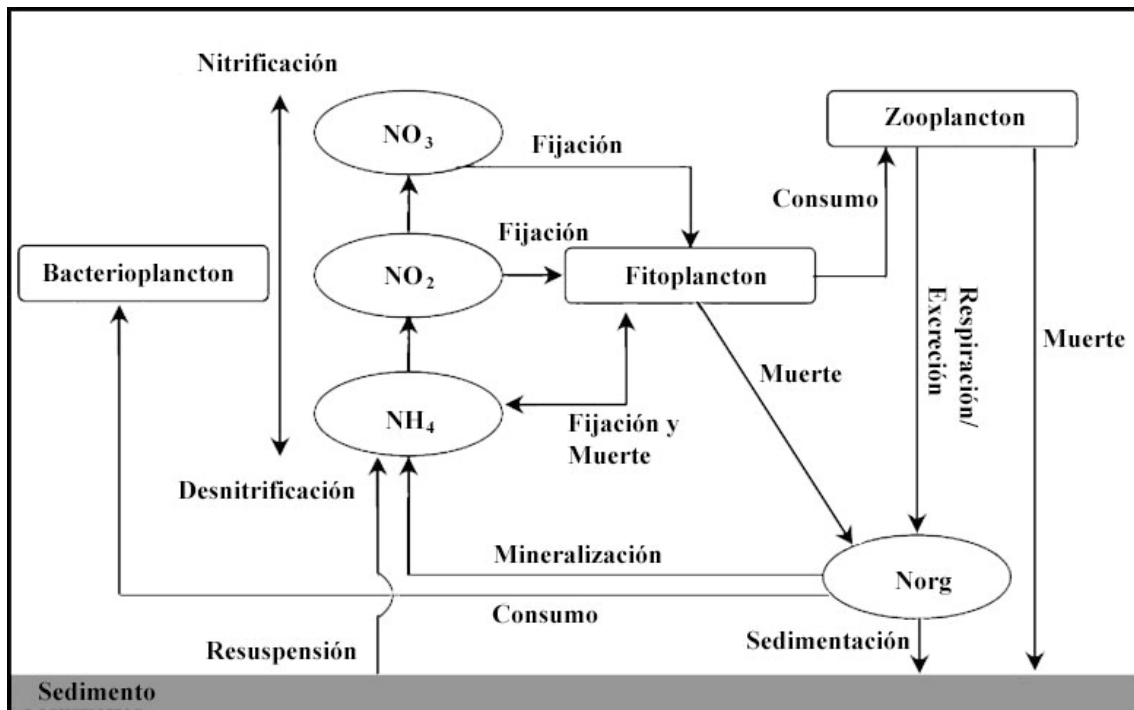 Nitrificación
NO3
Fijación
Zooplancton
Consumo
Fijación
Bacterioplancton
NO2
Fitoplancton
Respiración/
Excreción
Muerte
Muerte
NH4
Fijación y
Muerte
Desnitrificación
Mineralización
Norg
Consumo
Sedimentación
Resuspensión
Sedimento